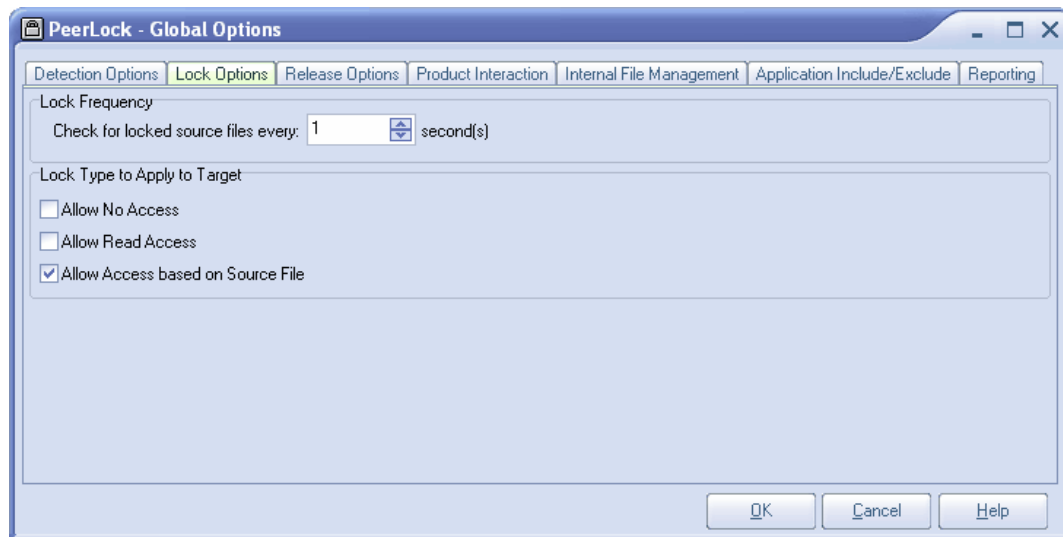 PeerLock - Global Options
Detection Options Lock Options Release Options Product Interaction Internal File Management Application Include/Exclude Reporting
Lock Frequency
Check for locked source files every: 1 second(s)
Lock Type to Apply to Target
Allow No Access
Allow Read Access
Allow Access based on Source File
OK Cancel Help